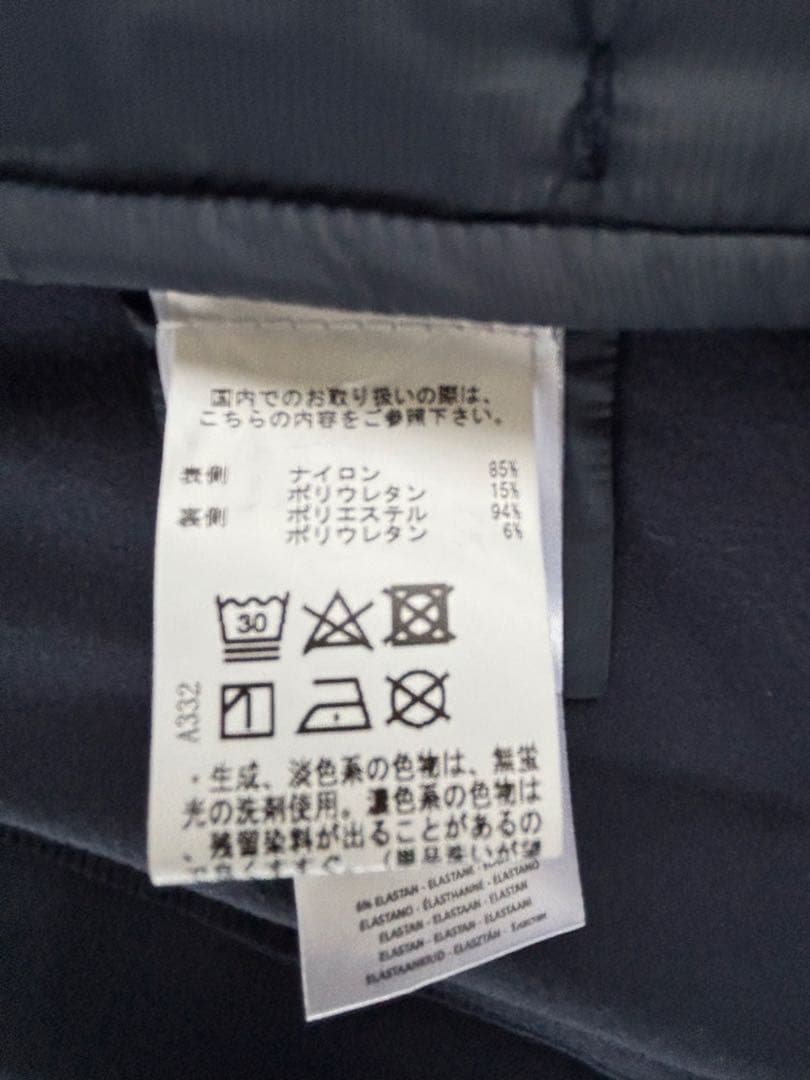 国内でのお取り扱いの際は、
こちらの内容をご参照下さい。
表側 ナイロン 85%
ポリウレタン 15%
裏側 ポリエステル 94%
ポリウレタン 6%
30
A332
・生成、淡色系の色物は、無蛍
光の洗剤使用。濃色系の色物は
、残留染料が出ることがあるの
6% ELASTAN - ELASTANE -
ELASTANO - ÉLASTHANNE - ELASTANO
ELASTAN - ELASTAAN - ELASTAN
ELASTAN - ELASTAN - ELASTAANI
ELASTAANKIUD - ELASZTÁN -